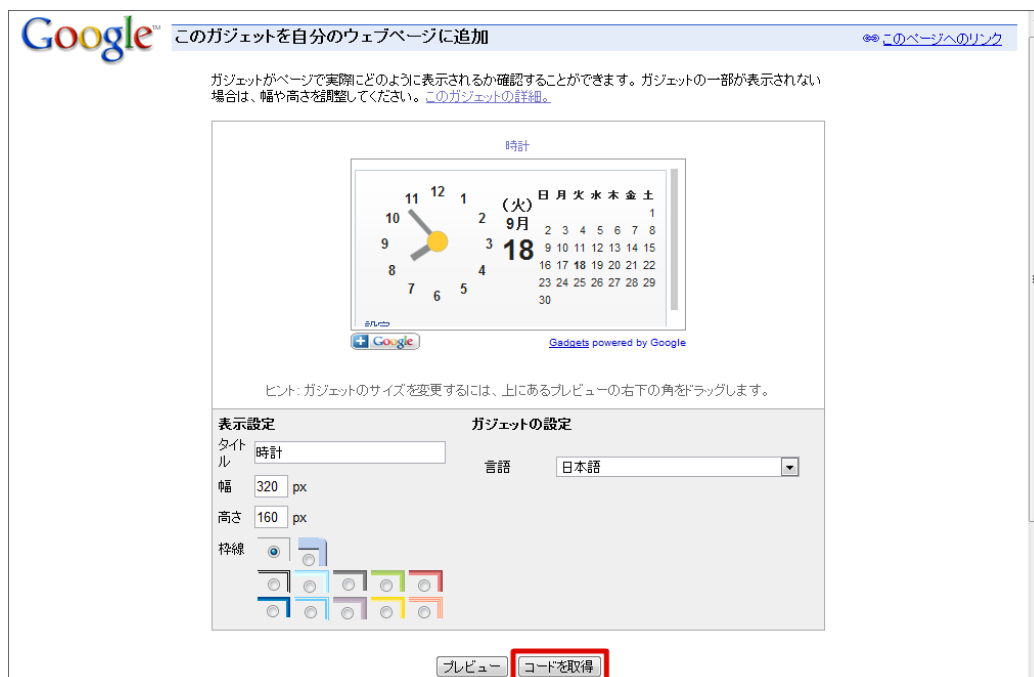 Google™ このガジェットを自分のウェブページに追加 このページへのリンク
ガジェットがページで実際にどのように表示されるか確認することができます。ガジェットの一部が表示されない
場合は、幅や高さを調整してください。このガジェットの詳細。
時計
12
11 1
10 2
9 3
8 4
7 5
6
(火)
9月
18
日 月 火 水 木 金 土
1
2 3 4 5 6 7 8
9 10 11 12 13 14 15
16 17 18 19 20 21 22
23 24 25 26 27 28 29
30
Google
Gadgets powered by Google
ヒント: ガジェットのサイズを変更するには、上にあるプレビューの右下の角をドラッグします。
表示設定
タイトル 時計
幅 320 px
高さ 160 px
枠線
ガジェットの設定
言語 日本語
プレビュー コードを取得